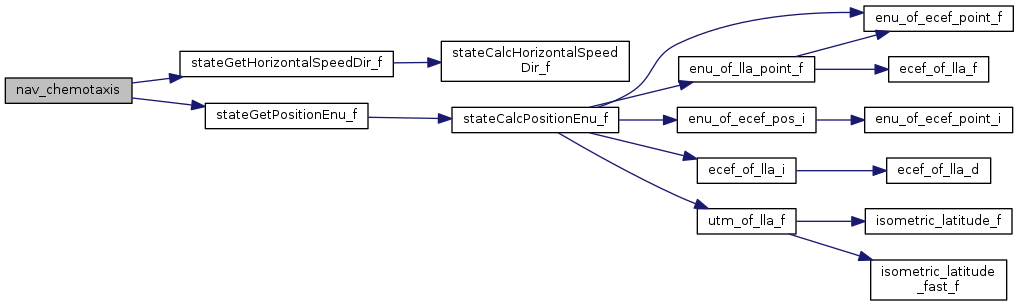 nav_chemotaxis
stateGetHorizontalSpeedDir_f
stateGetPositionEnu_f
stateCalcHorizontalSpeed
Dir_f
stateCalcPositionEnu_f
enu_of_lla_point_f
enu_of_ecef_pos_i
ecef_of_lla_i
utm_of_lla_f
enu_of_ecef_point_f
ecef_of_lla_f
enu_of_ecef_point_i
ecef_of_lla_d
isometric_latitude_f
isometric_latitude
_fast_f